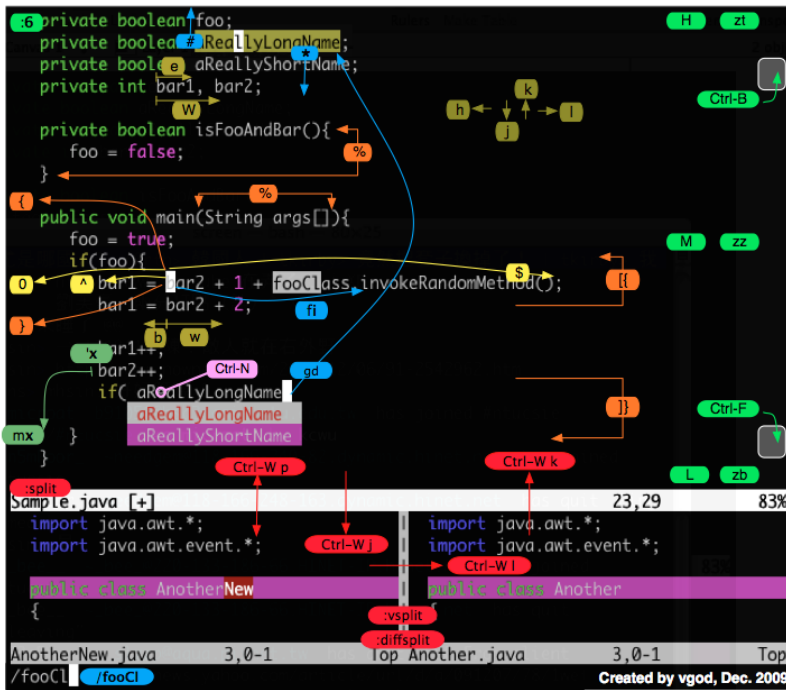 :6 private boolean foo; H zt
private boolea # aReallyLongName;
private bool aReallyShortName;
e
private int bar1, bar2;
W
k
h l
j
Ctrl-B
private boolean isFooAndBar(){
foo = false; %
}
{ %
public void main(String args[]){
foo = true; M zz
if(foo){
0 ^ bar1 = bar2 + 1 + fooClass.invokeRandomMethod(); $ [{
bar1 = bar2 + 2; fi
}
b w
'x bar1++;
bar2++; Ctrl-N gd
if( aReallyLongName
aReallyLongName ]} Ctrl-F
mx } aReallyShortName
}
Ctrl-W p Ctrl-W k
L zb
:split
Sample.java [+] 23,29 83%
import java.awt.*; import java.awt.*;
import java.awt.event.*; Ctrl-W j import java.awt.event.*;
Ctrl-W l
public class AnotherNew public class Another
{ :vsplit {
:diffsplit
AnotherNew.java 3,0-1 Top Another.java 3,0-1 Top
/fooCl /fooCl Created by vgod, Dec. 2009